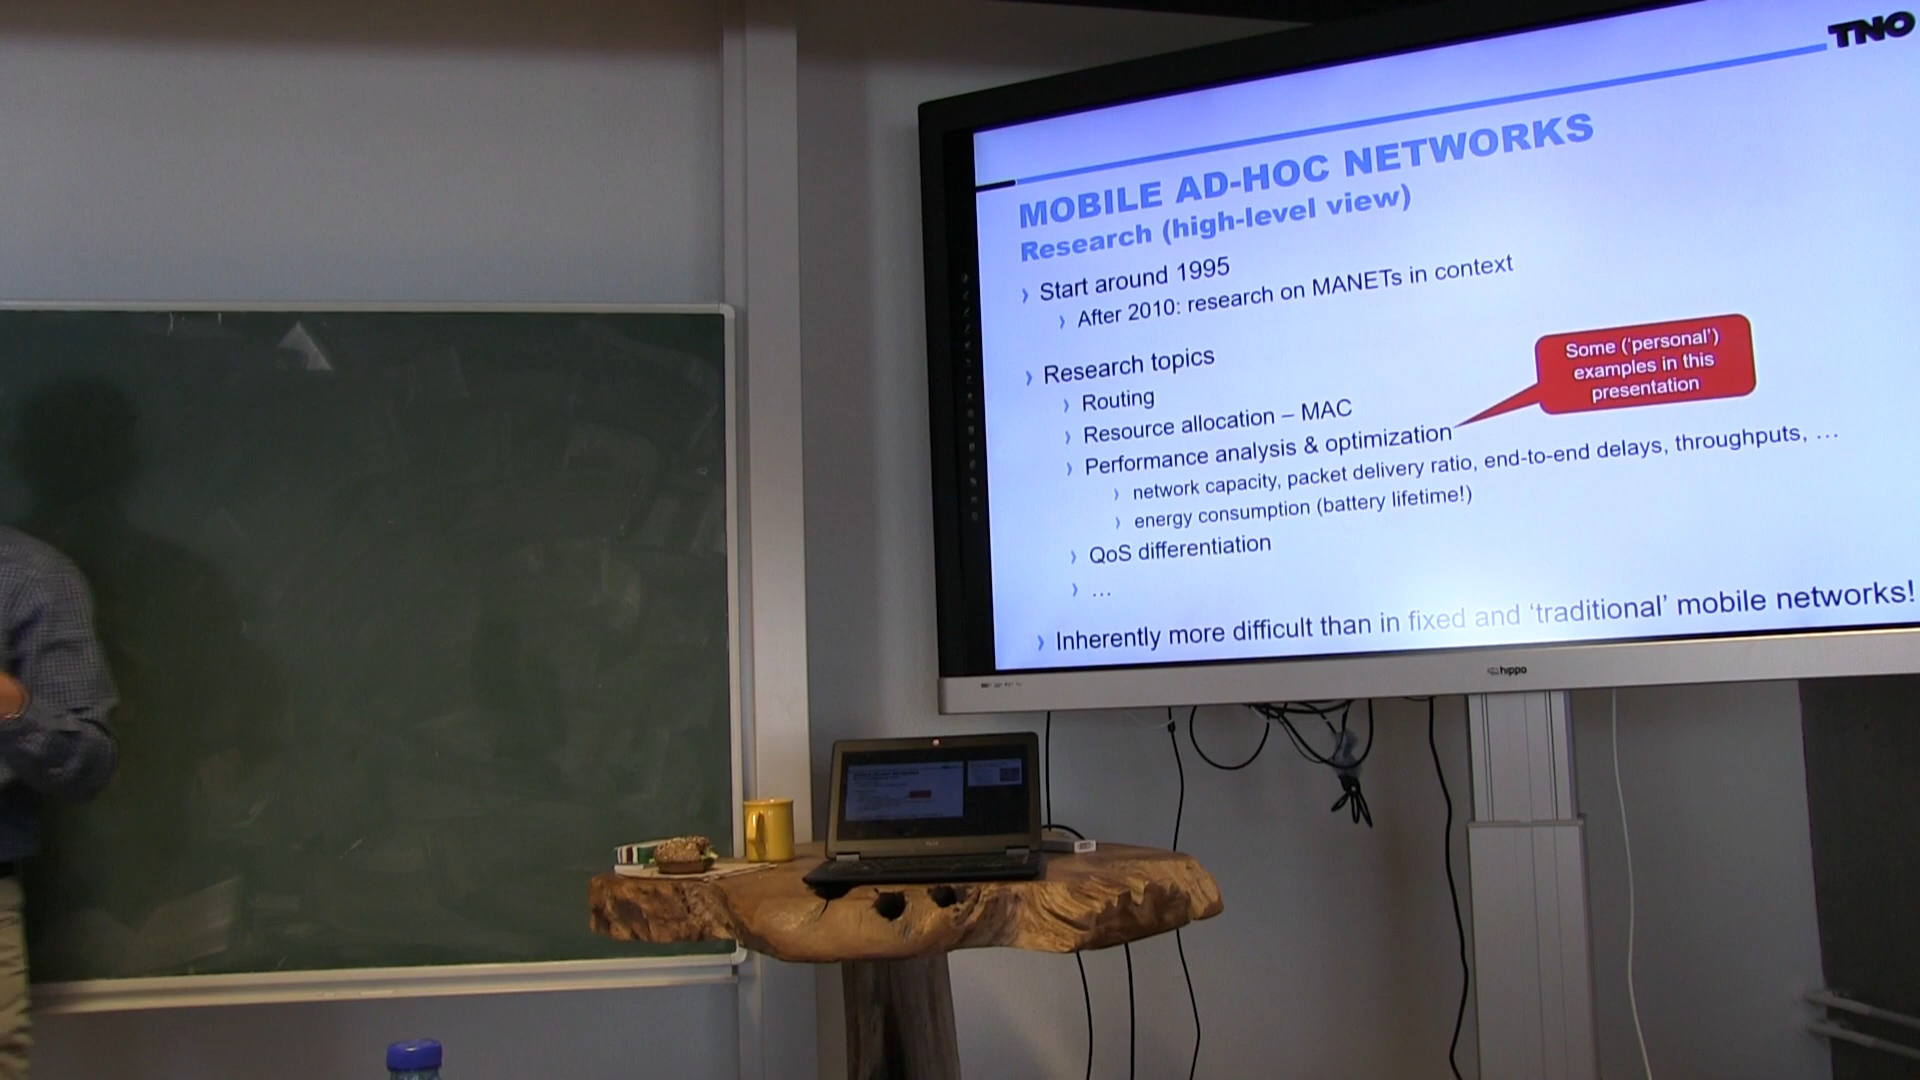 TNO
MOBILE AD-HOC NETWORKS
Research (high-level view)
› Start around 1995
› After 2010: research on MANETs in context
› Research topics
› Routing
› Resource allocation – MAC
› Performance analysis & optimization
› network capacity, packet delivery ratio, end-to-end delays, throughputs, …
› energy consumption (battery lifetime!)
› QoS differentiation
› …
› Inherently more difficult than in fixed and ‘traditional’ mobile networks!
Some (‘personal’)
examples in this
presentation
hippo